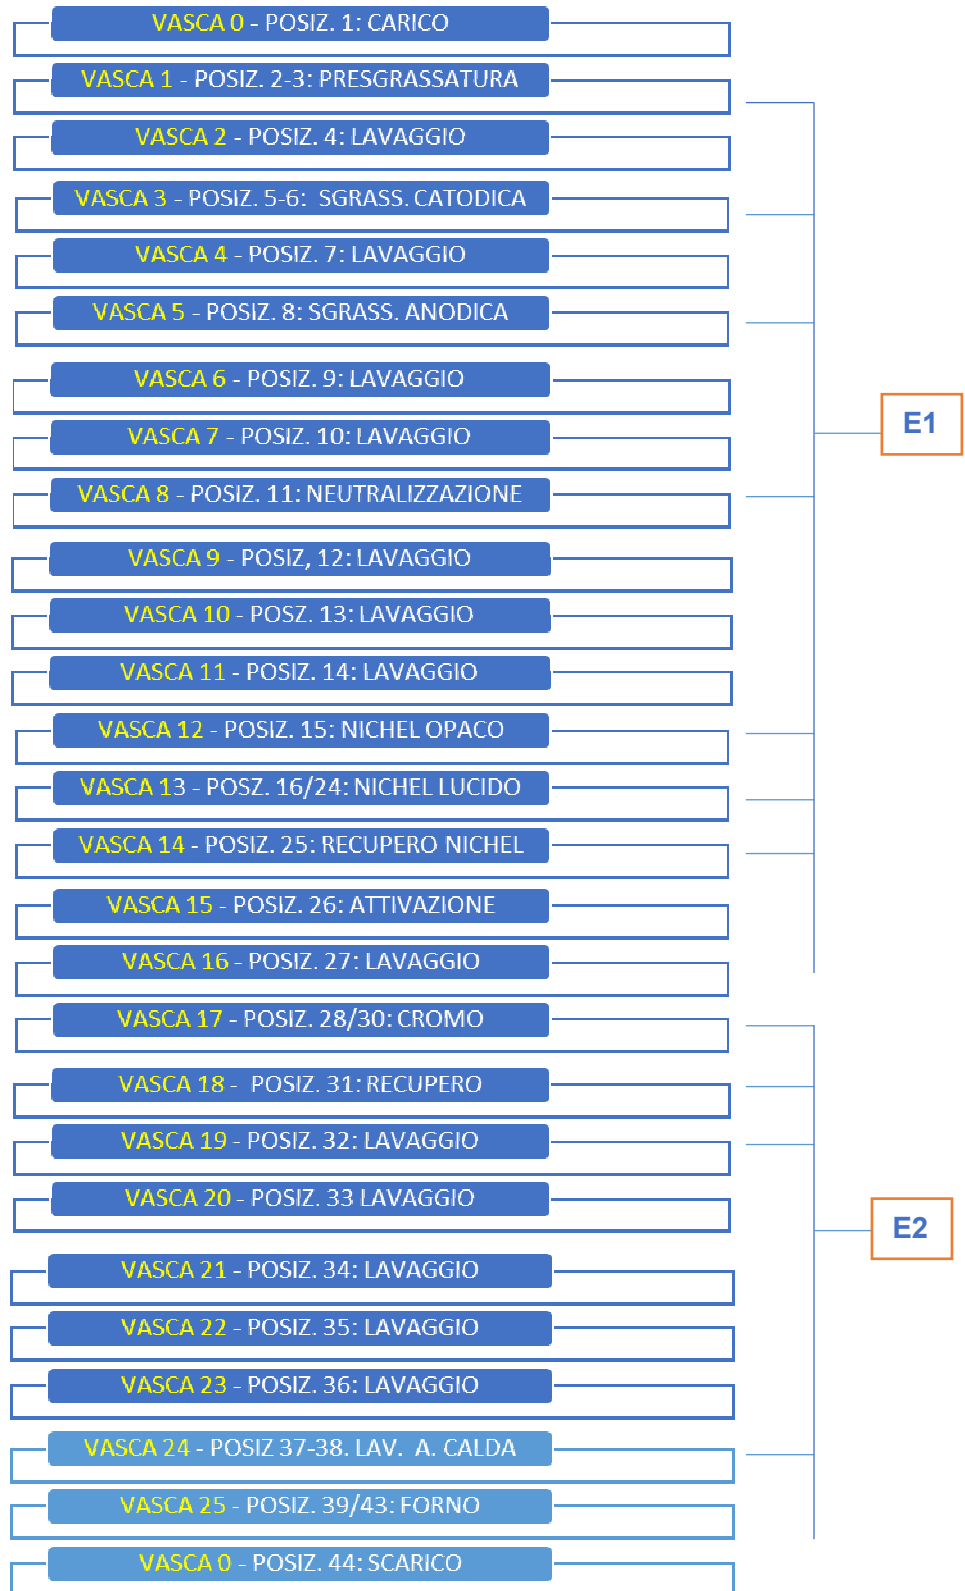 VASCA 0 - POSIZ. 1: CARICO
VASCA 1 - POSIZ. 2-3: PRESGRASSATURA
VASCA 2 - POSIZ. 4: LAVAGGIO
VASCA 3 - POSIZ. 5-6: SGRASS. CATODICA
VASCA 4 - POSIZ. 7: LAVAGGIO
VASCA 5 - POSIZ. 8: SGRASS. ANODICA
VASCA 6 - POSIZ. 9: LAVAGGIO
E1
VASCA 7 - POSIZ. 10: LAVAGGIO
VASCA 8 - POSIZ. 11: NEUTRALIZZAZIONE
VASCA 9 - POSIZ, 12: LAVAGGIO
VASCA 10 - POSZ. 13: LAVAGGIO
VASCA 11 - POSIZ. 14: LAVAGGIO
VASCA 12 - POSIZ. 15: NICHEL OPACO
VASCA 13 - POSZ. 16/24: NICHEL LUCIDO
VASCA 14 - POSIZ. 25: RECUPERO NICHEL
VASCA 15 - POSIZ. 26: ATTIVAZIONE
VASCA 16 - POSIZ. 27: LAVAGGIO
VASCA 17 - POSIZ. 28/30: CROMO
VASCA 18 - POSIZ. 31: RECUPERO
VASCA 19 - POSIZ. 32: LAVAGGIO
VASCA 20 - POSIZ. 33 LAVAGGIO
E2
VASCA 21 - POSIZ. 34: LAVAGGIO
VASCA 22 - POSIZ. 35: LAVAGGIO
VASCA 23 - POSIZ. 36: LAVAGGIO
VASCA 24 - POSIZ 37-38. LAV. A. CALDA
VASCA 25 - POSIZ. 39/43: FORNO
VASCA 0 - POSIZ. 44: SCARICO